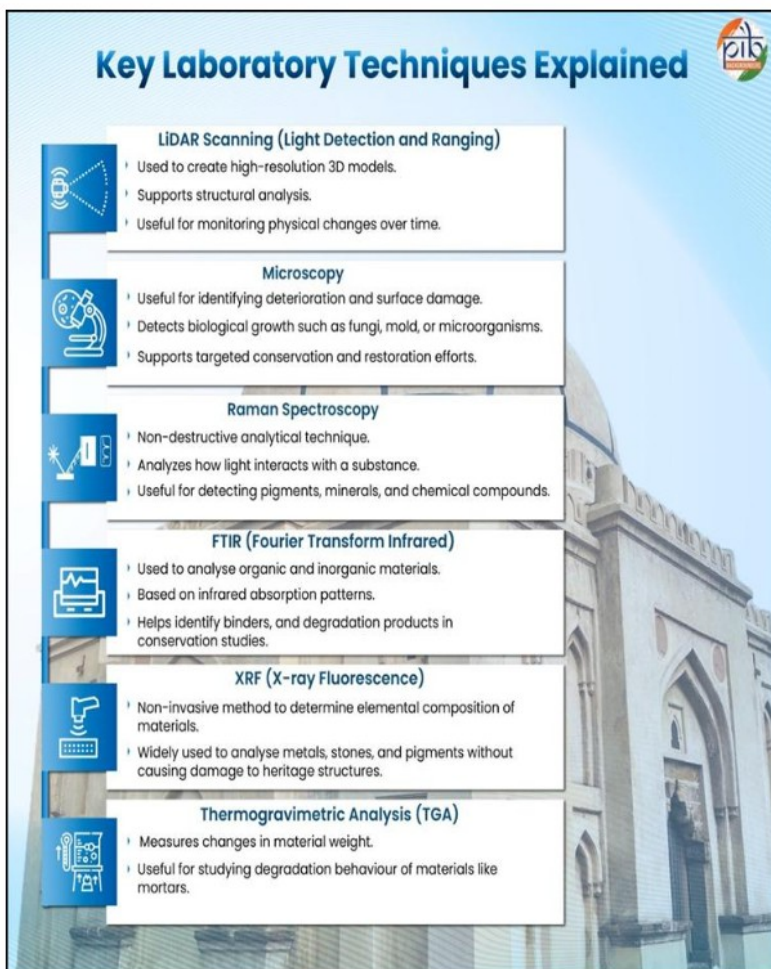 Key Laboratory Techniques Explained
pib
BACKGROUNDERS
LiDAR Scanning (Light Detection and Ranging)
Used to create high-resolution 3D models.
Supports structural analysis.
Useful for monitoring physical changes over time.
Microscopy
Useful for identifying deterioration and surface damage.
Detects biological growth such as fungi, mold, or microorganisms.
Supports targeted conservation and restoration efforts.
Raman Spectroscopy
Non-destructive analytical technique.
Analyzes how light interacts with a substance.
Useful for detecting pigments, minerals, and chemical compounds.
FTIR (Fourier Transform Infrared)
Used to analyse organic and inorganic materials.
Based on infrared absorption patterns.
Helps identify binders, and degradation products in
conservation studies.
XRF (X-ray Fluorescence)
Non-invasive method to determine elemental composition of
materials.
Widely used to analyse metals, stones, and pigments without
causing damage to heritage structures.
Thermogravimetric Analysis (TGA)
Measures changes in material weight.
Useful for studying degradation behaviour of materials like
mortars.